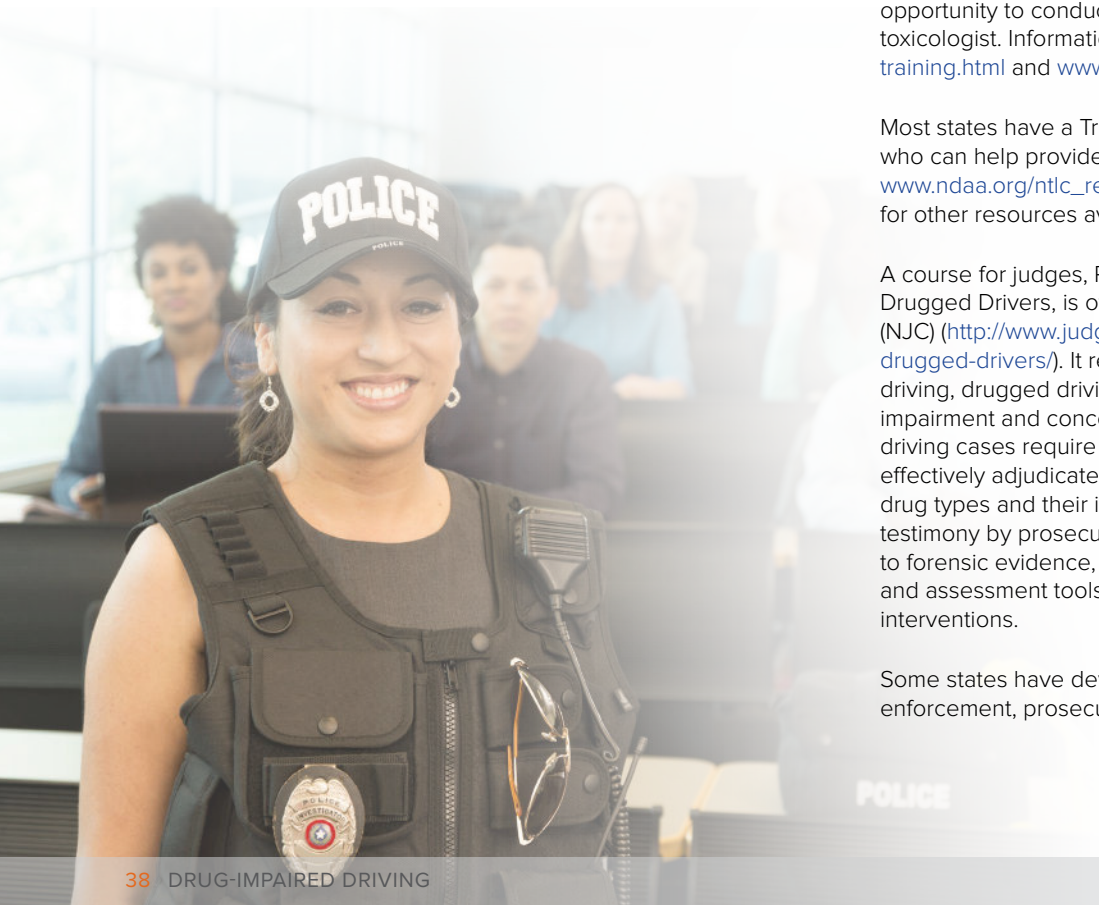 opportunity to conduc
toxicologist. Informati
training.html and www
Most states have a Tr
who can help provide
www.ndaa.org/ntlc_re
for other resources av
A course for judges, P
Drugged Drivers, is o
(NJC) (http://www.judg
drugged-drivers/). It re
driving, drugged drivi
impairment and conce
driving cases require
effectively adjudicate
drug types and their i
testimony by prosecu
to forensic evidence,
and assessment tools
interventions.
Some states have dev
enforcement, prosecu
POLICE
POLICE
POLICE
INVESTIGATOR
POLICE
38 DRUG-IMPAIRED DRIVING